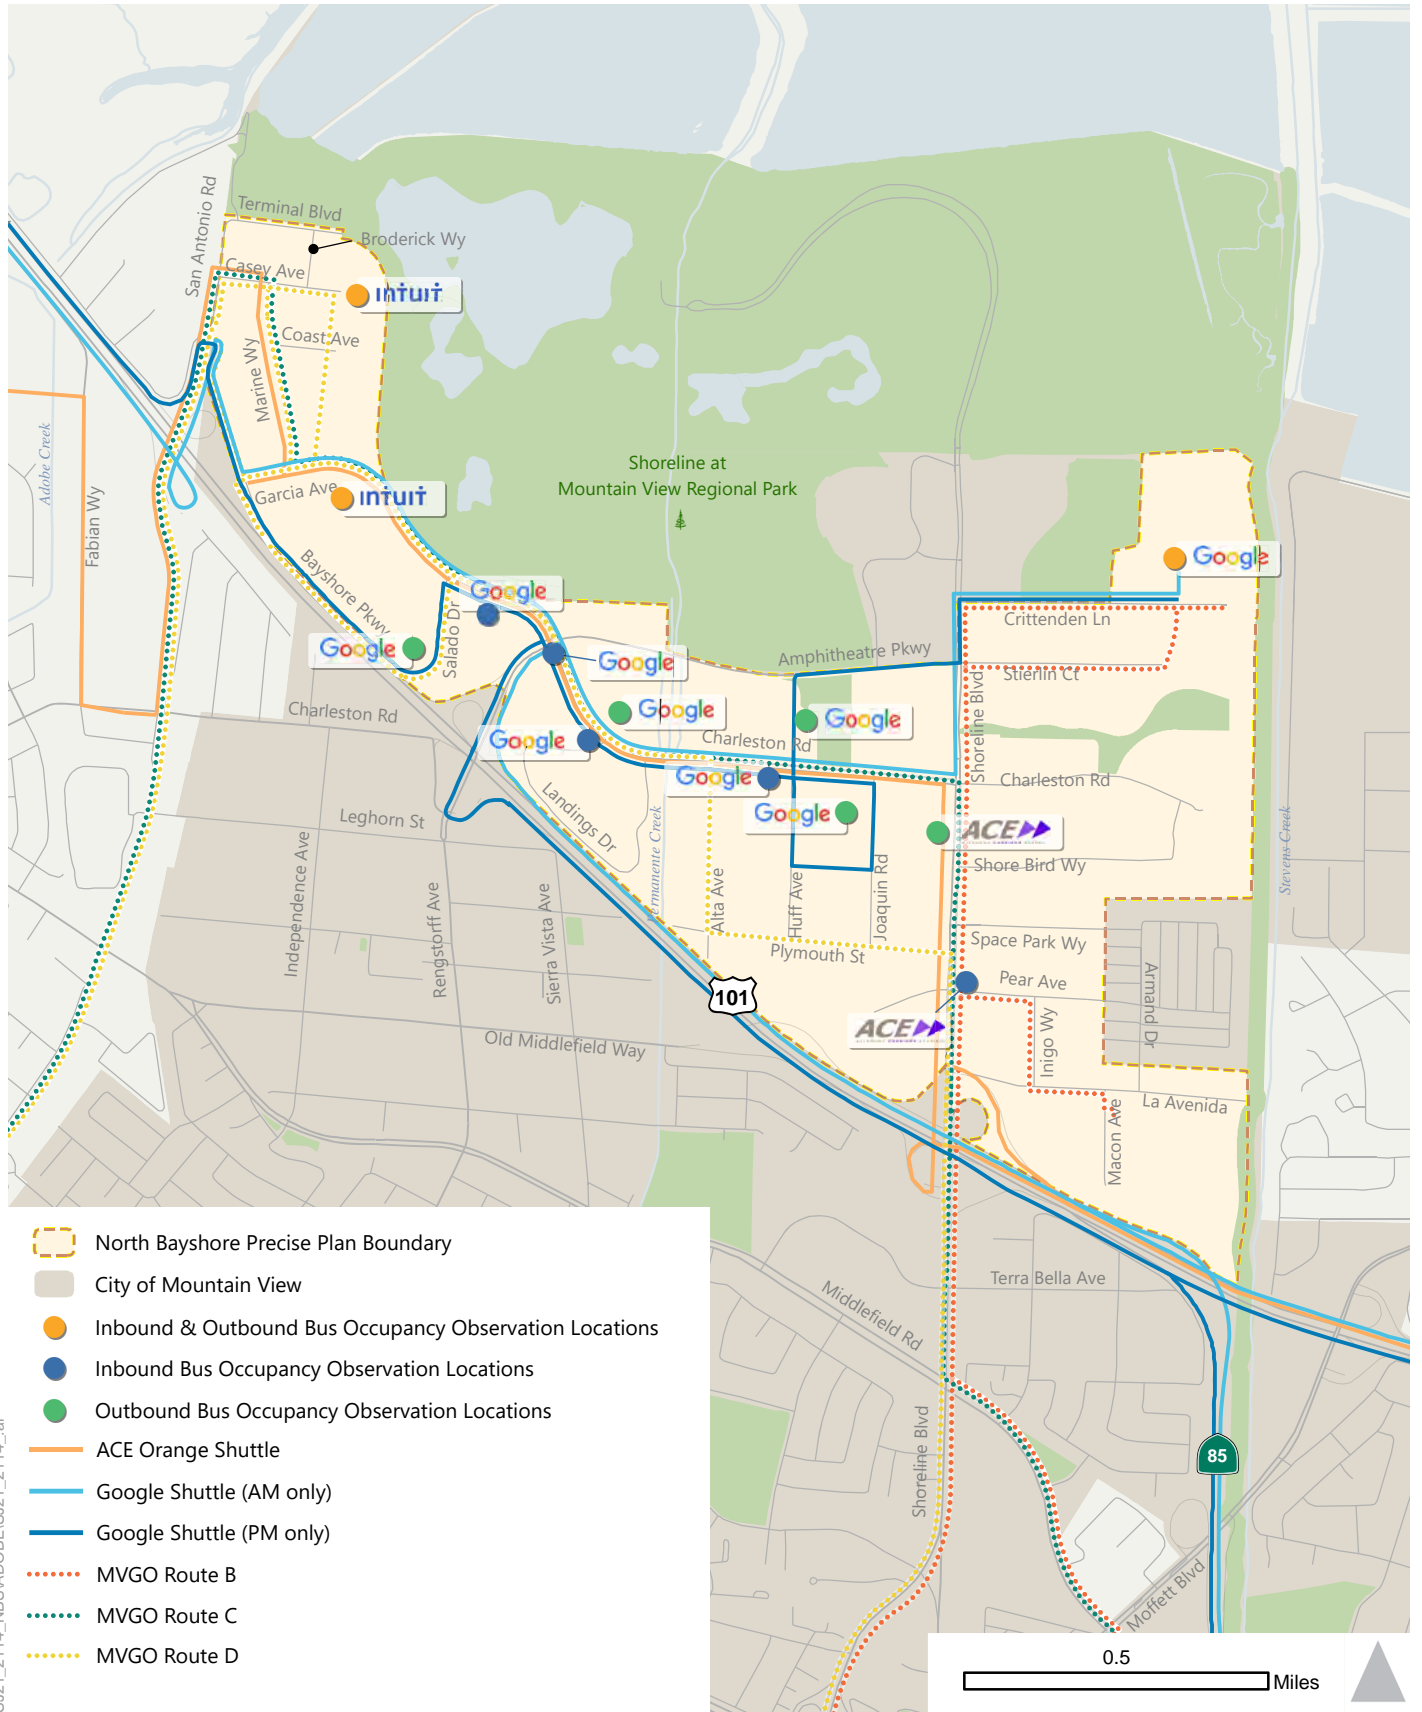 San Antonio Rd
Terminal Blvd
Broderick Wy
Casey Ave
intuit
Coast Ave
Marine Wy
Adobe Creek
Fabian Wy
Garcia Ave
intuit
Shoreline at
Mountain View Regional Park
Bayshore Pkwy
Google
Google
Salado Dr
Google
Google
Crittenden Ln
Amphitheatre Pkwy
Stierlin Ct
Shoreline Blvd
Charleston Rd
Google
Google
Google
Charleston Rd
Google
Charleston Rd
Landings Dr
Google
ACE
Leghorn St
Permanente Creek
Stevens Creek
Independence Ave
Rengstorff Ave
Sierra Vista Ave
Alta Ave
Huff Ave
Joaquin Rd
Shore Bird Wy
Plymouth St
Space Park Wy
Pear Ave
Armand Dr
101
ACE
Inigo Wy
Old Middlefield Way
La Avenida
Macon Ave
Terra Bella Ave
Middlefield Rd
Shoreline Blvd
85
Moffett Blvd
North Bayshore Precise Plan Boundary
City of Mountain View
Inbound & Outbound Bus Occupancy Observation Locations
Inbound Bus Occupancy Observation Locations
Outbound Bus Occupancy Observation Locations
ACE Orange Shuttle
Google Shuttle (AM only)
Google Shuttle (PM only)
MVGO Route B
MVGO Route C
MVGO Route D
0.5
Miles